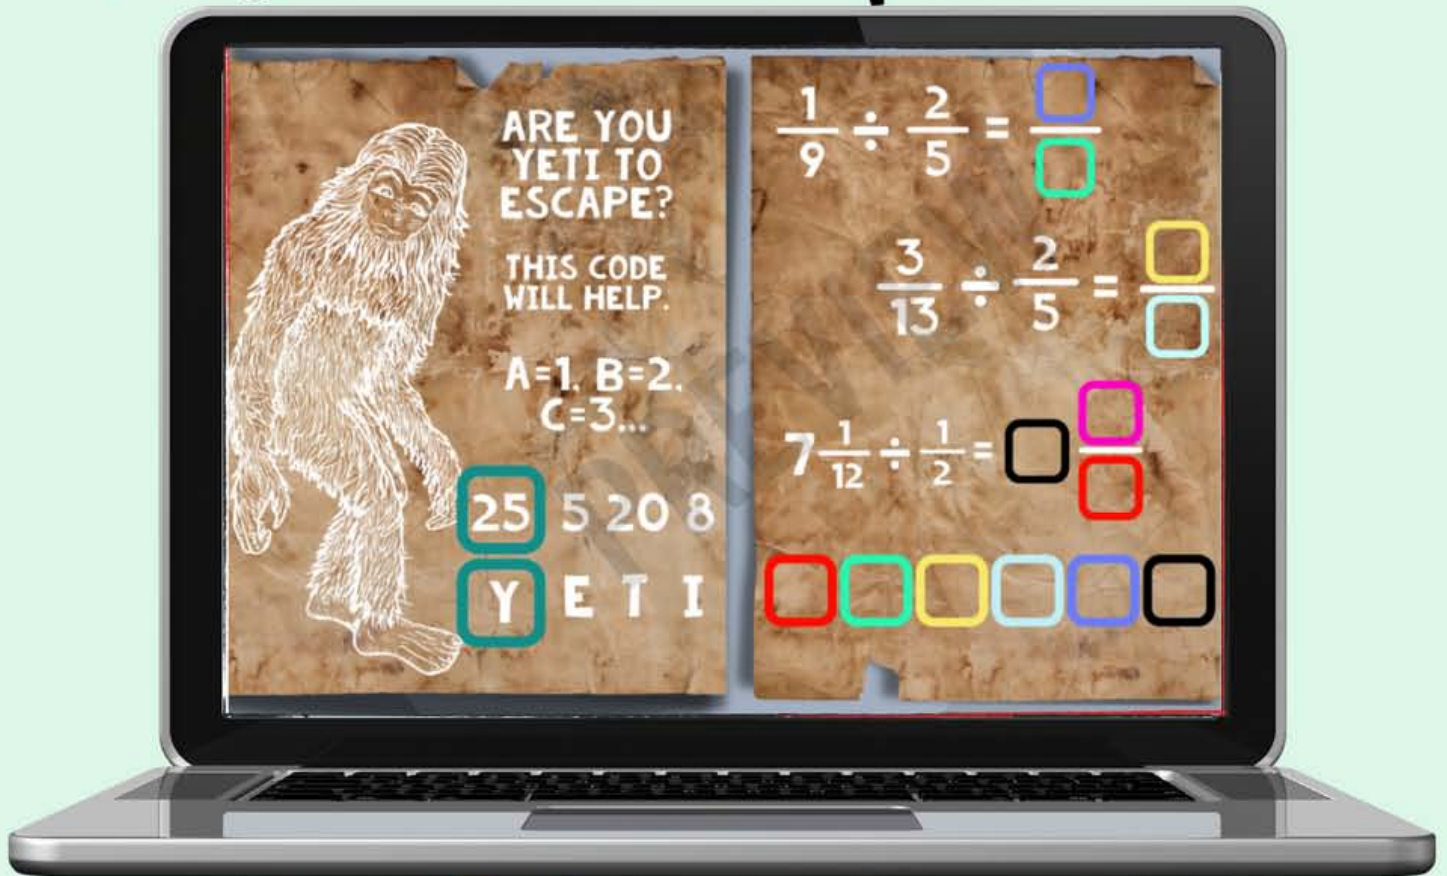 ARE YOU
YETI TO
ESCAPE?
THIS CODE
WILL HELP.
A=1. B=2.
C=3...
25 5 20 8
Y E T I
1/9 ÷ 2/5 =
3/13 ÷ 2/5 =
7 1/12 ÷ 1/2 =
PREVIEW